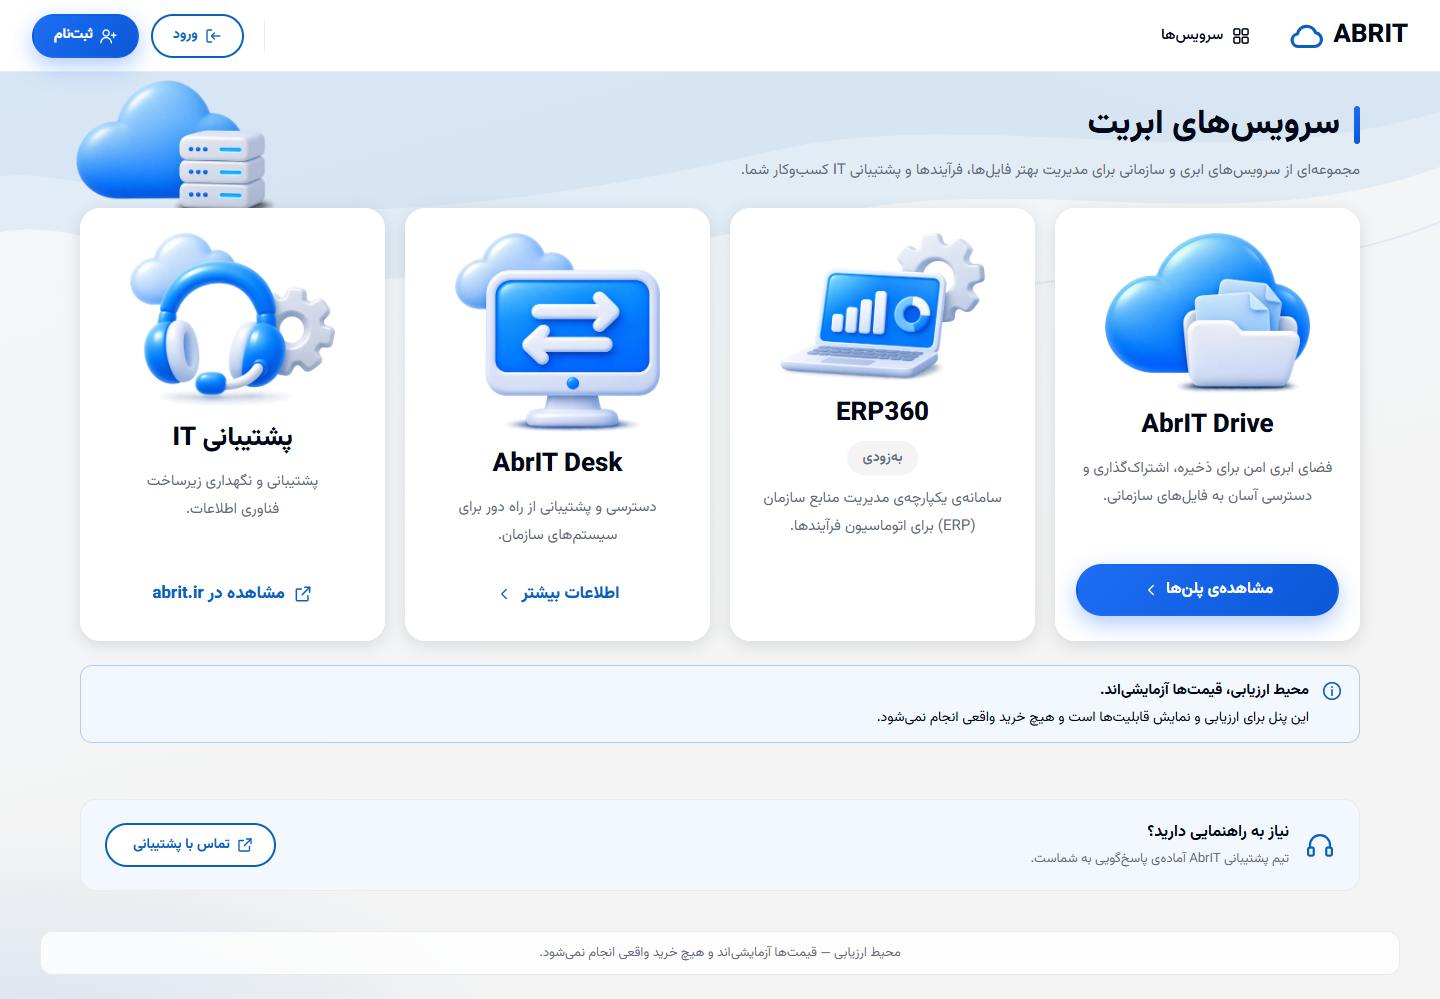 ABRIT
سرویس‌ها
ورود
ثبت‌نام
سرویس‌های ابریت
مجموعه‌ای از سرویس‌های ابری و سازمانی برای مدیریت بهتر فایل‌ها، فرآیندها و پشتیبانی IT کسب‌وکار شما.
AbrIT Drive
فضای ابری امن برای ذخیره، اشتراک‌گذاری و
دسترسی آسان به فایل‌های سازمانی.
مشاهده‌ی پلن‌ها
ERP360
به‌زودی
سامانه‌ی یکپارچه‌ی مدیریت منابع سازمان
(ERP) برای اتوماسیون فرآیندها.
AbrIT Desk
دسترسی و پشتیبانی از راه دور برای
سیستم‌های سازمان.
اطلاعات بیشتر
پشتیبانی IT
پشتیبانی و نگهداری زیرساخت
فناوری اطلاعات.
مشاهده در abrit.ir
محیط ارزیابی، قیمت‌ها آزمایشی‌اند.
این پنل برای ارزیابی و نمایش قابلیت‌ها است و هیچ خرید واقعی انجام نمی‌شود.
نیاز به راهنمایی دارید؟
تیم پشتیبانی AbrIT آماده‌ی پاسخ‌گویی به شماست.
تماس با پشتیبانی
محیط ارزیابی — قیمت‌ها آزمایشی‌اند و هیچ خرید واقعی انجام نمی‌شود.